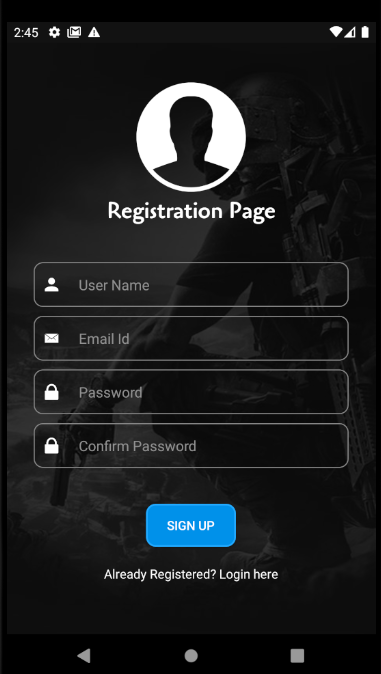 2:45
Registration Page
User Name
Email Id
Password
Confirm Password
SIGN UP
Already Registered? Login here